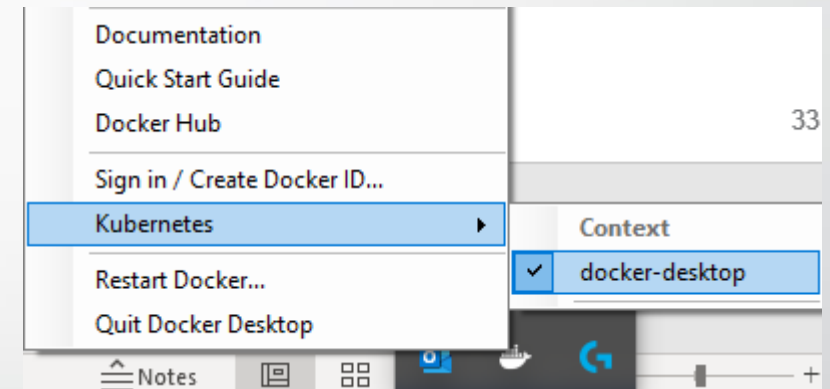 Documentation
Quick Start Guide
Docker Hub
33
Sign in / Create Docker ID...
Kubernetes
Context
docker-desktop
Restart Docker...
Quit Docker Desktop
Notes